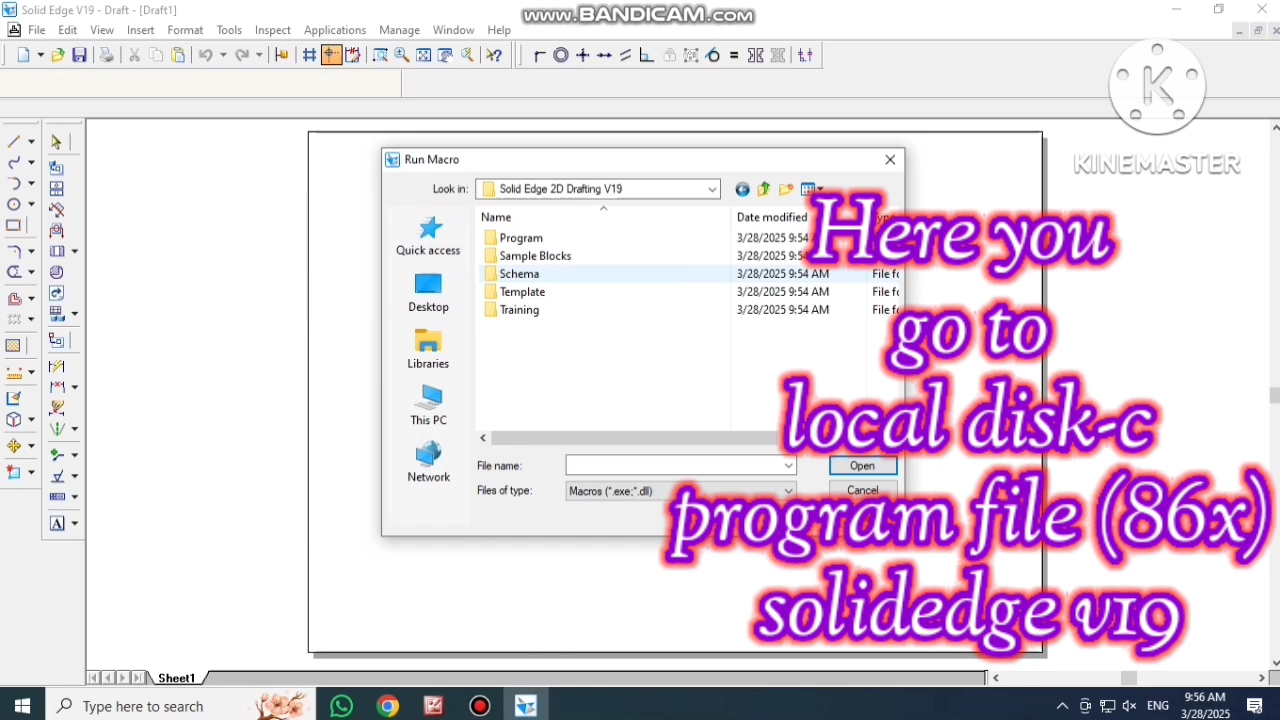 Solid Edge V19 - Draft - [Draft1]
www.BANDICAM.com
File Edit View Insert Format Tools Inspect Applications Manage Window Help
K
KINEMASTER
Run Macro
Look in: Solid Edge 2D Drafting V19
Name Date modified
Program 3/28/2025 9:54
Sample Blocks 3/28/2025 9:54
Schema 3/28/2025 9:54 AM File fo
Template 3/28/2025 9:54 AM File fo
Training 3/28/2025 9:54 AM File fo
Quick access
Desktop
Libraries
This PC
Network
File name: Open
Files of type: Macros (*.exe;*.dll) Cancel
Here you
go to
local disk-c
program file (86x)
solidedge v19
A
Sheet1
Type here to search
ENG
9:56 AM
3/28/2025